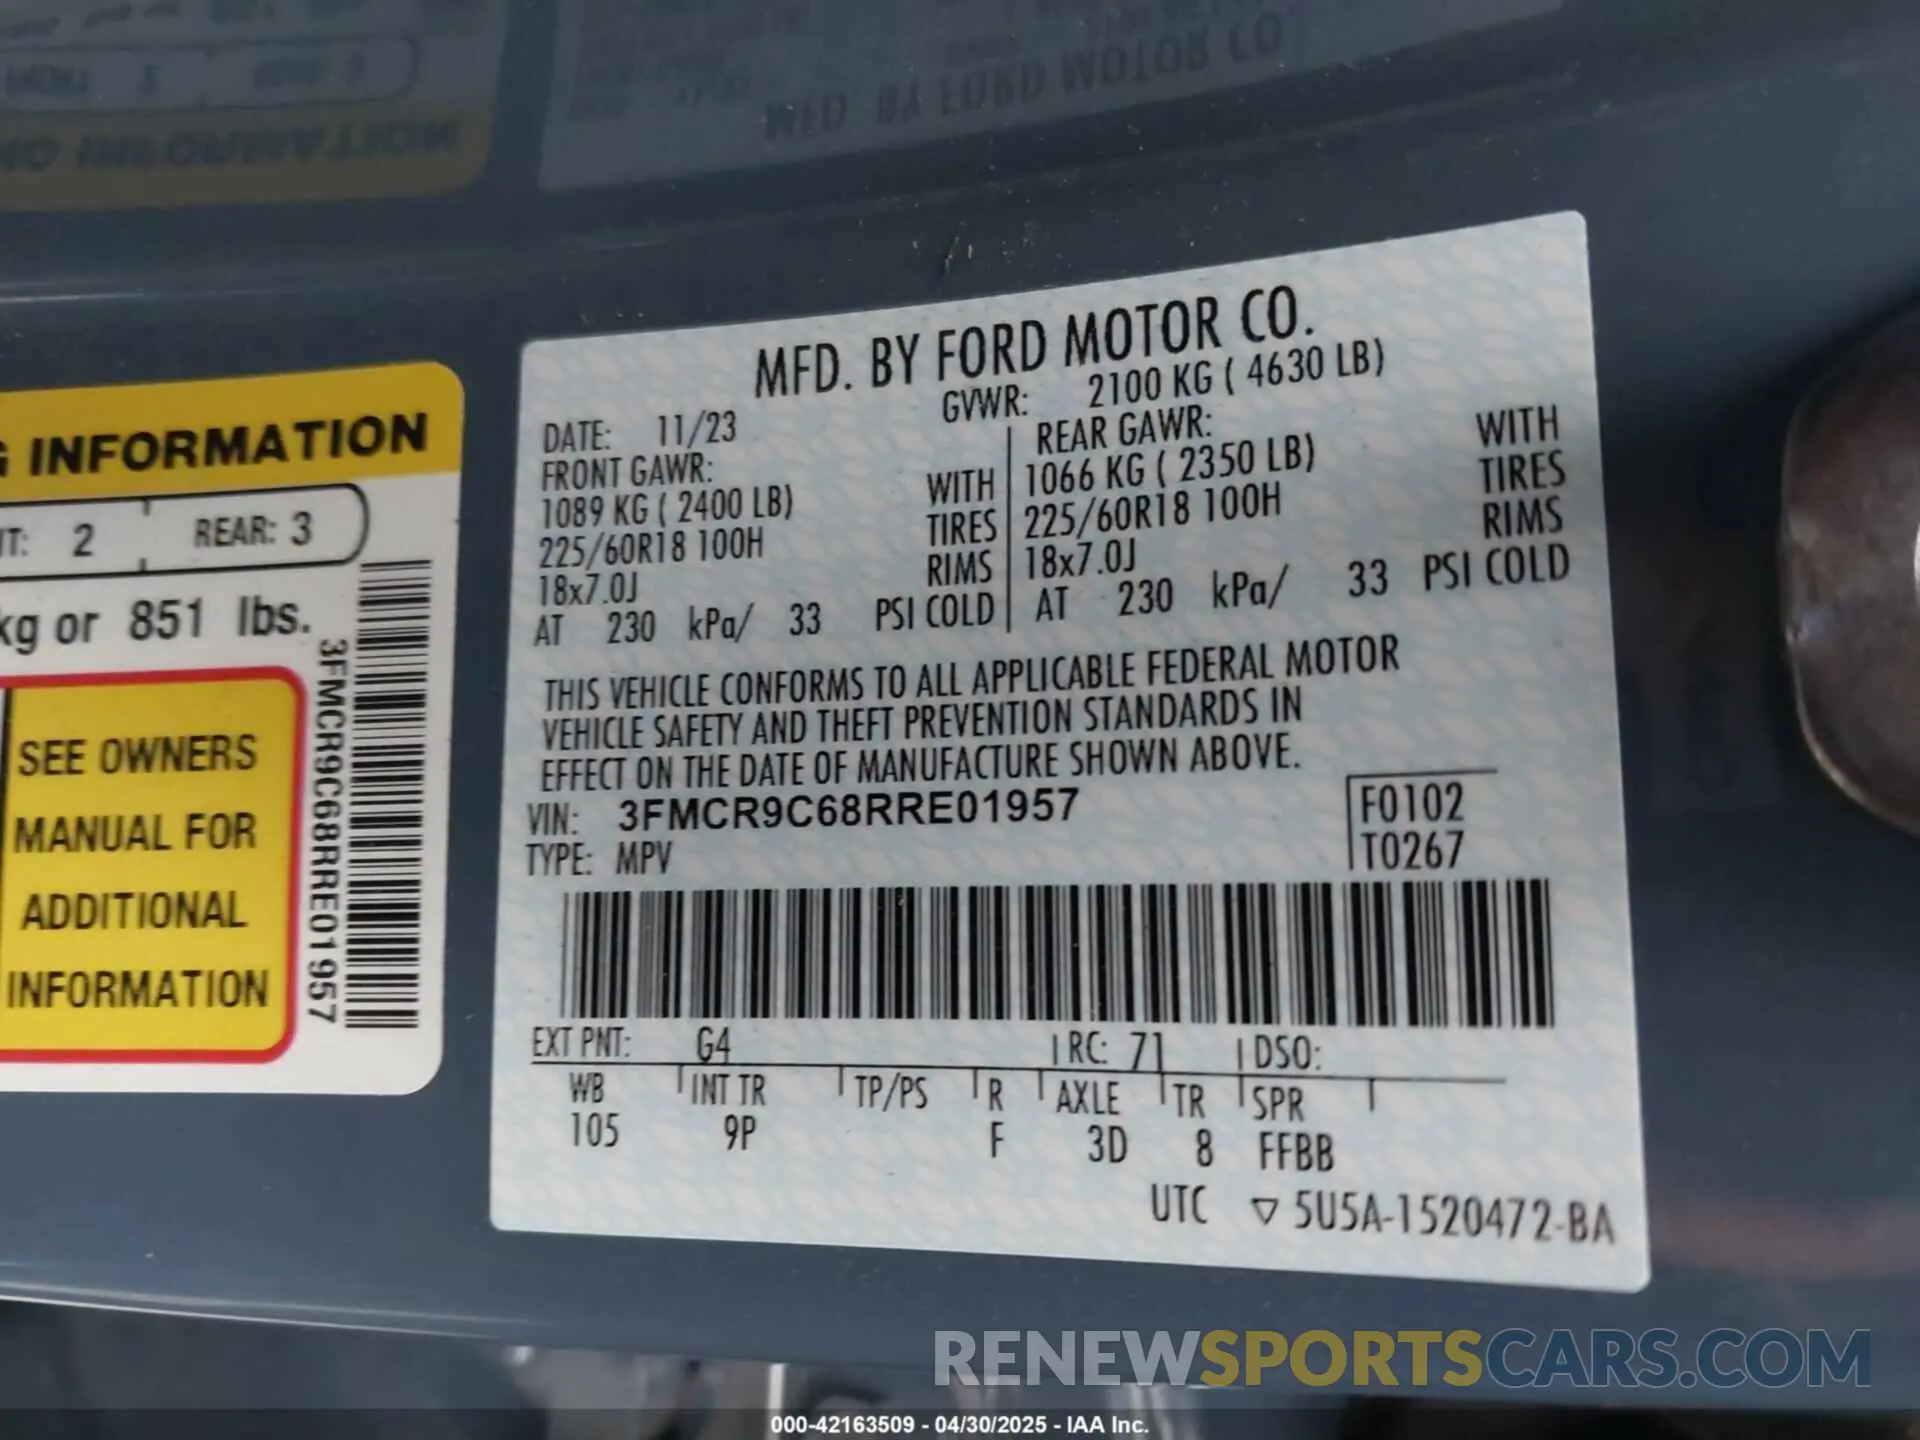 MFD. BY FORD MOTOR CO.
G INFORMATION
NT: 2 REAR: 3
kg or 851 lbs.
SEE OWNERS
MANUAL FOR
ADDITIONAL
INFORMATION
3FMCR9C68RRE01957
MFD. BY FORD MOTOR CO.
DATE: 11/23 GVWR: 2100 KG ( 4630 LB)
FRONT GAWR: REAR GAWR:
1089 KG ( 2400 LB) WITH 1066 KG ( 2350 LB) WITH
225/60R18 100H TIRES 225/60R18 100H TIRES
18x7.0J RIMS 18x7.0J RIMS
AT 230 kPa/ 33 PSI COLD AT 230 kPa/ 33 PSI COLD
THIS VEHICLE CONFORMS TO ALL APPLICABLE FEDERAL MOTOR
VEHICLE SAFETY AND THEFT PREVENTION STANDARDS IN
EFFECT ON THE DATE OF MANUFACTURE SHOWN ABOVE.
VIN: 3FMCR9C68RRE01957 F0102
TYPE: MPV T0267
EXT PNT: G4 RC: 71 DSO:
WB INT TR TP/PS R AXLE TR SPR
105 9P F 3D 8 FFBB
UTC ▽ 5U5A-1520472-BA
RENEWSPORTSCARS.COM
000-42163509 - 04/30/2025 - IAA Inc.